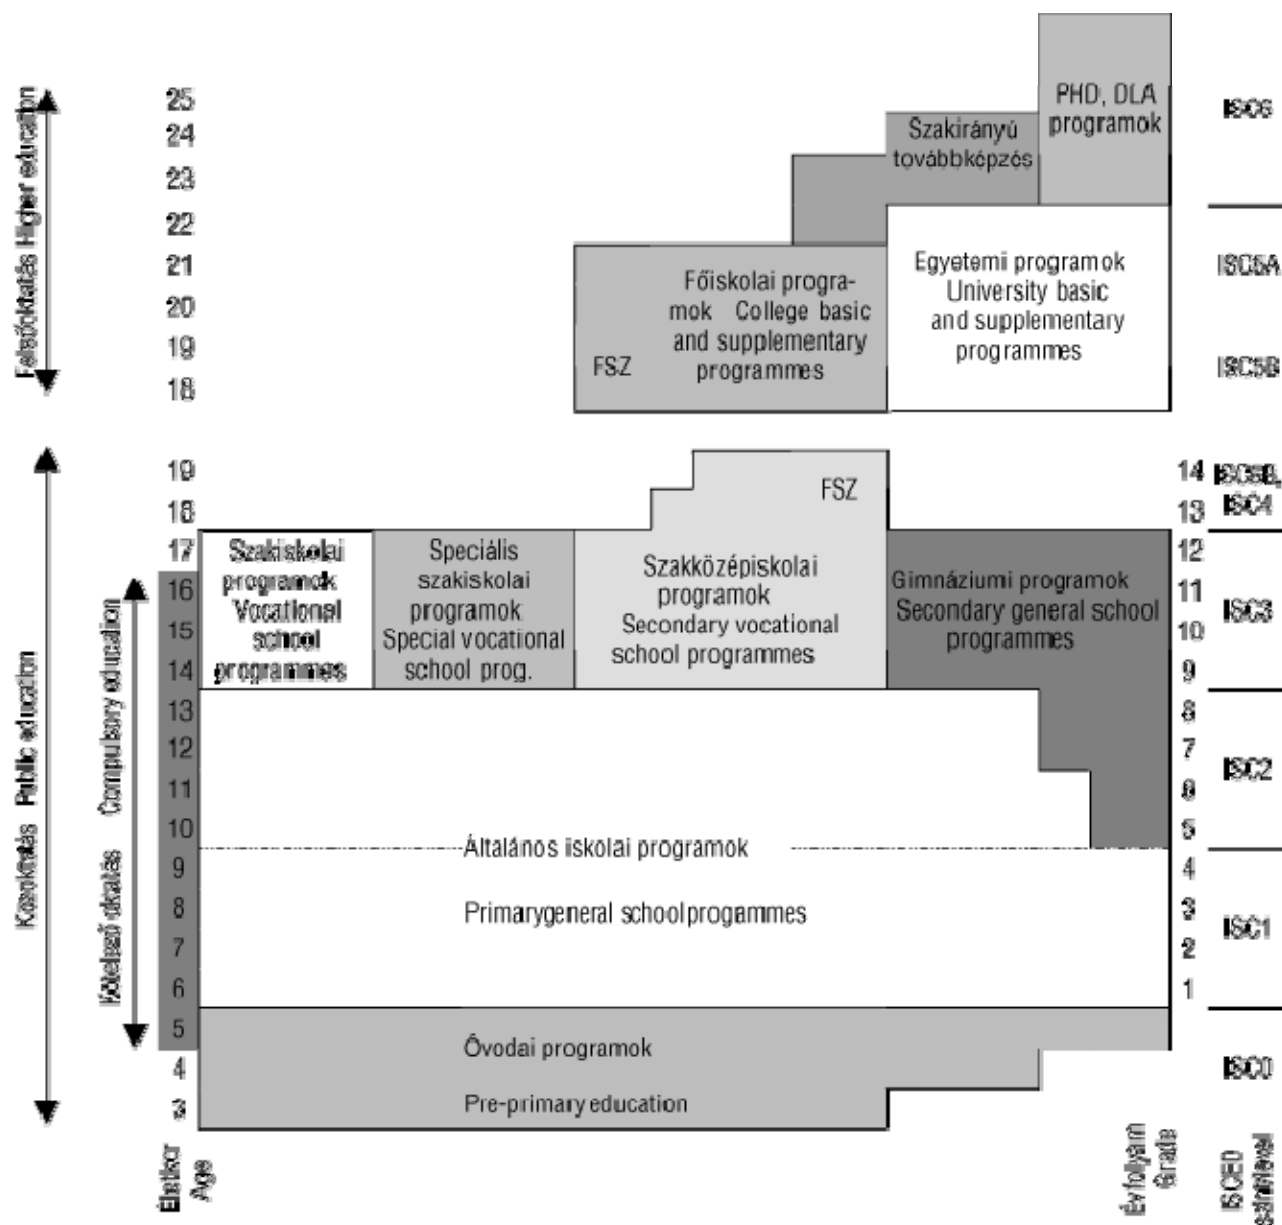 PHD, DLA
programok
Szakirányú
továbbképzés
Főiskolai progra-
mok College basic
and supplementary
programmes
FSZ
Egyetemi programok
University basic
and supplementary
programmes
25
24
23
22
21
20
19
18
Felsőoktatás Higher education
ISC6
ISC5A
ISC5B
19
18
17
16
15
14
13
12
11
10
9
8
7
6
5
4
3
Közoktatás Public education
Kötelező oktatás Compulsory education
FSZ
Szakiskolai
programok
Vocational
school
programmes
Speciális
szakiskolai
programok
Special vocational
school prog.
Szakközépiskolai
programok
Secondary vocational
school programmes
Gimnáziumi programok
Secondary general school
programmes
Általános iiskolai programok
Primarygeneral schoolprogrammes
Óvodai programok
Pre-primary education
14
13
12
11
10
9
8
7
6
5
4
3
2
1
ISC5B,
ISC4
ISC3
ISC2
ISC1
ISC0
Életkor
Age
Évfolyam
Grade
ISCED